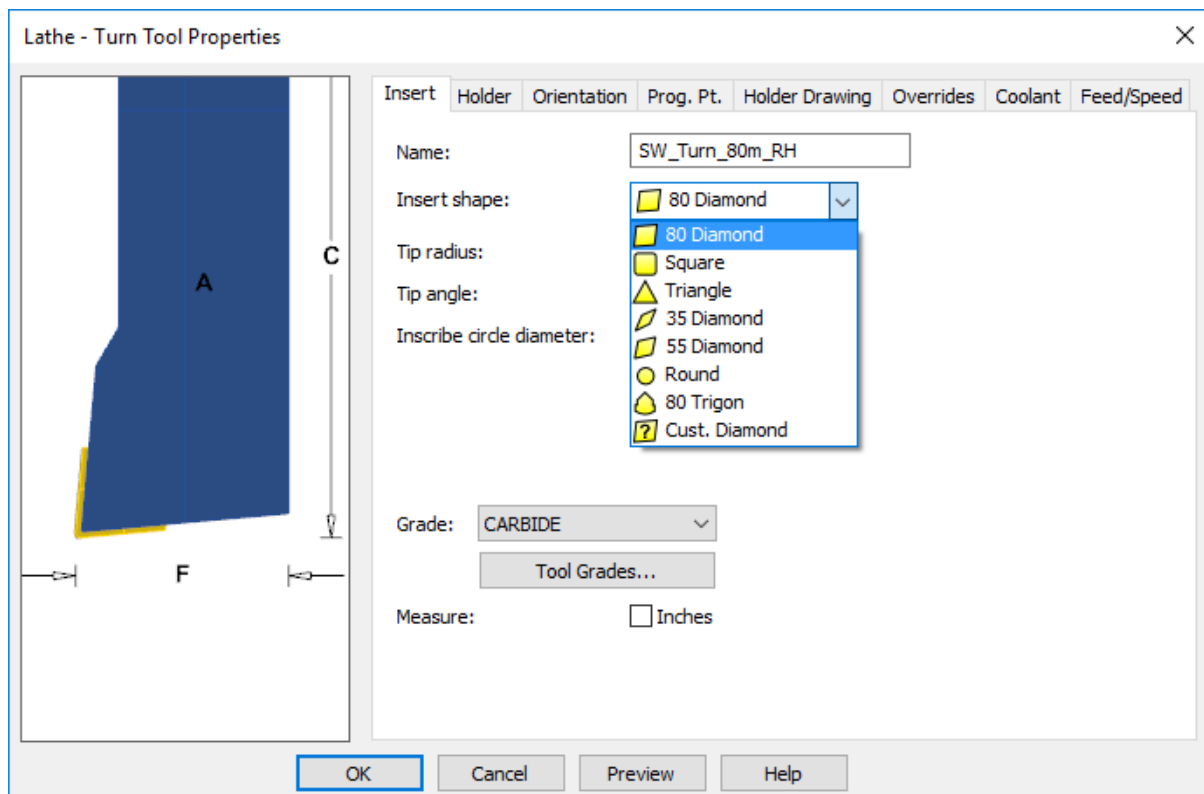 Lathe - Turn Tool Properties
Insert Holder Orientation Prog. Pt. Holder Drawing Overrides Coolant Feed/Speed
Name: SW_Turn_80m_RH
Insert shape: 80 Diamond
80 Diamond
Square
Triangle
35 Diamond
55 Diamond
Round
80 Trigon
? Cust. Diamond
Tip radius:
Tip angle:
Inscribe circle diameter:
Grade: CARBIDE
Tool Grades...
Measure: Inches
A
C
F
OK Cancel Preview Help